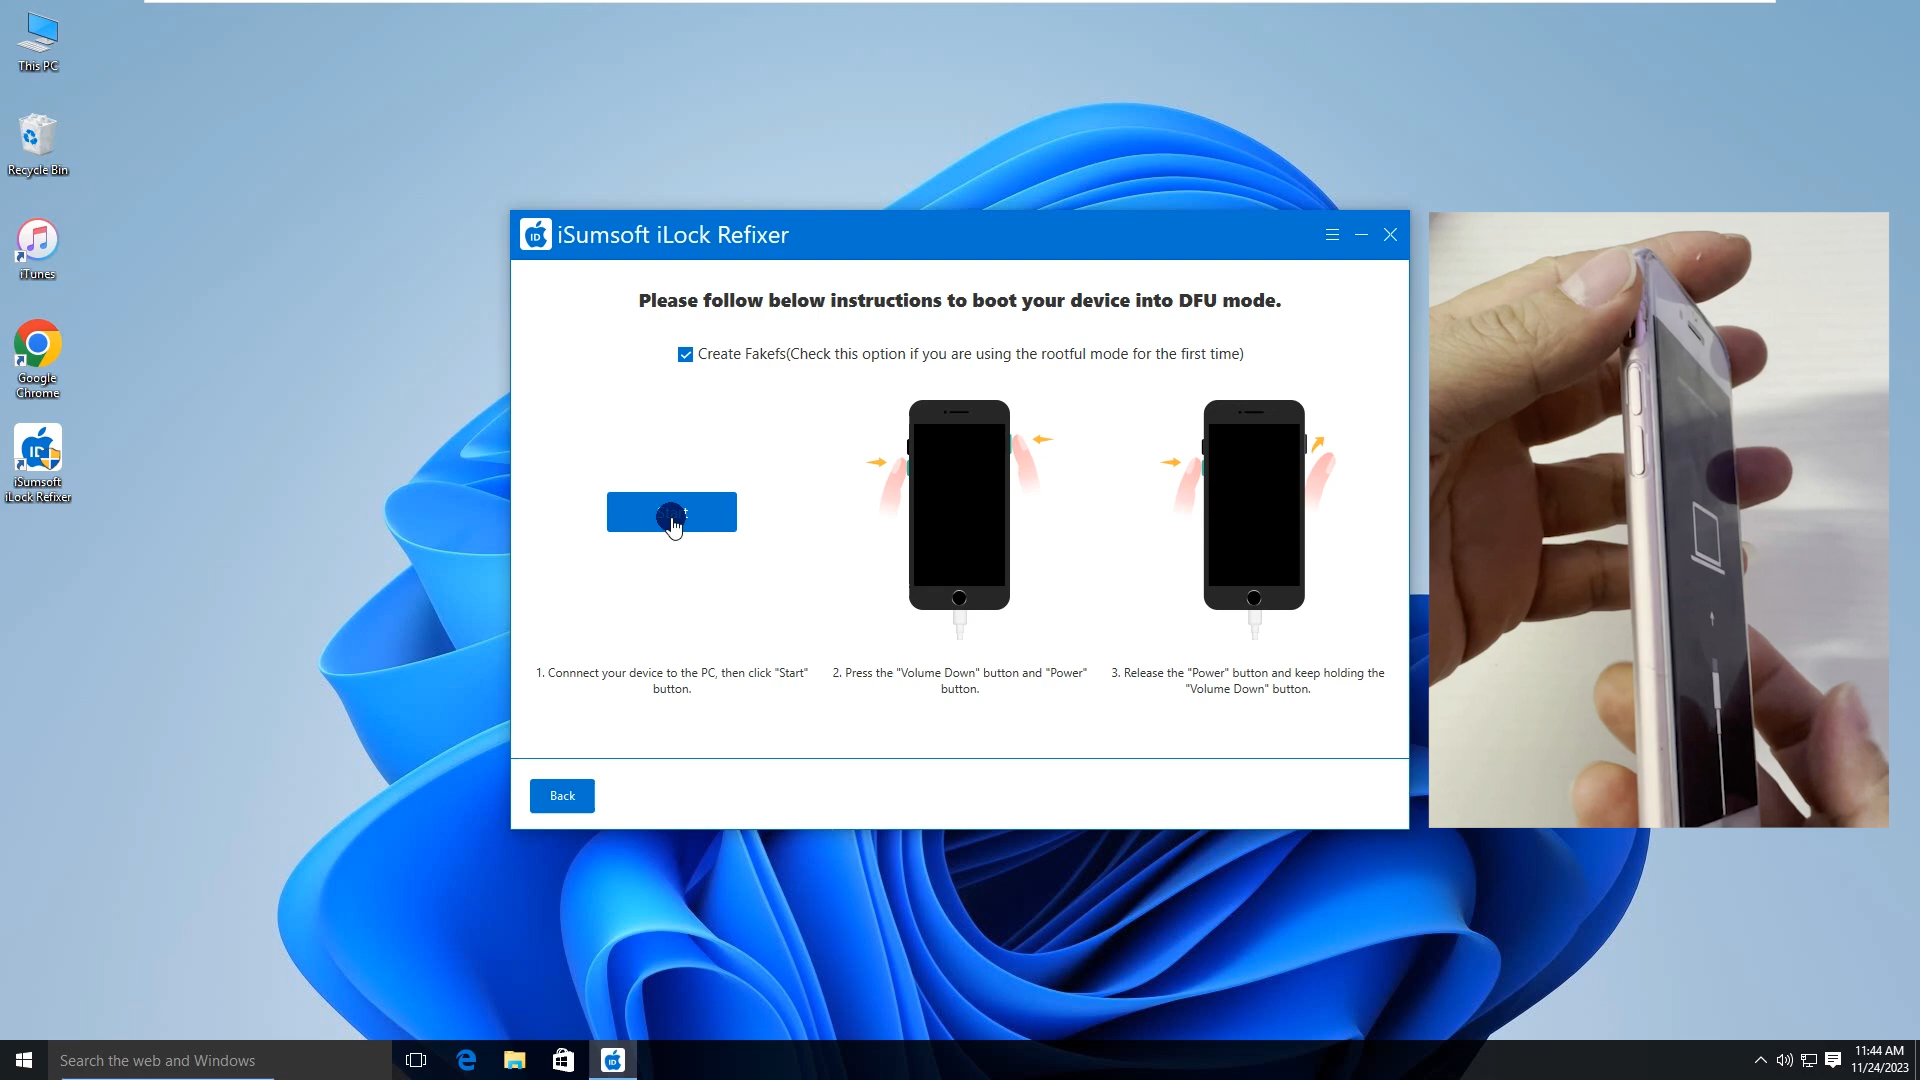 This PC
Recycle Bin
iTunes
Google
Chrome
iSumsoft
iLock Refixer
iSumsoft iLock Refixer
Please follow below instructions to boot your device into DFU mode.
Create Fakefs(Check this option if you are using the rootful mode for the first time)
1. Connnect your device to the PC, then click "Start"
button.
2. Press the "Volume Down" button and "Power"
button.
3. Release the "Power" button and keep holding the
"Volume Down" button.
Back
Search the web and Windows
11:44 AM
11/24/2023